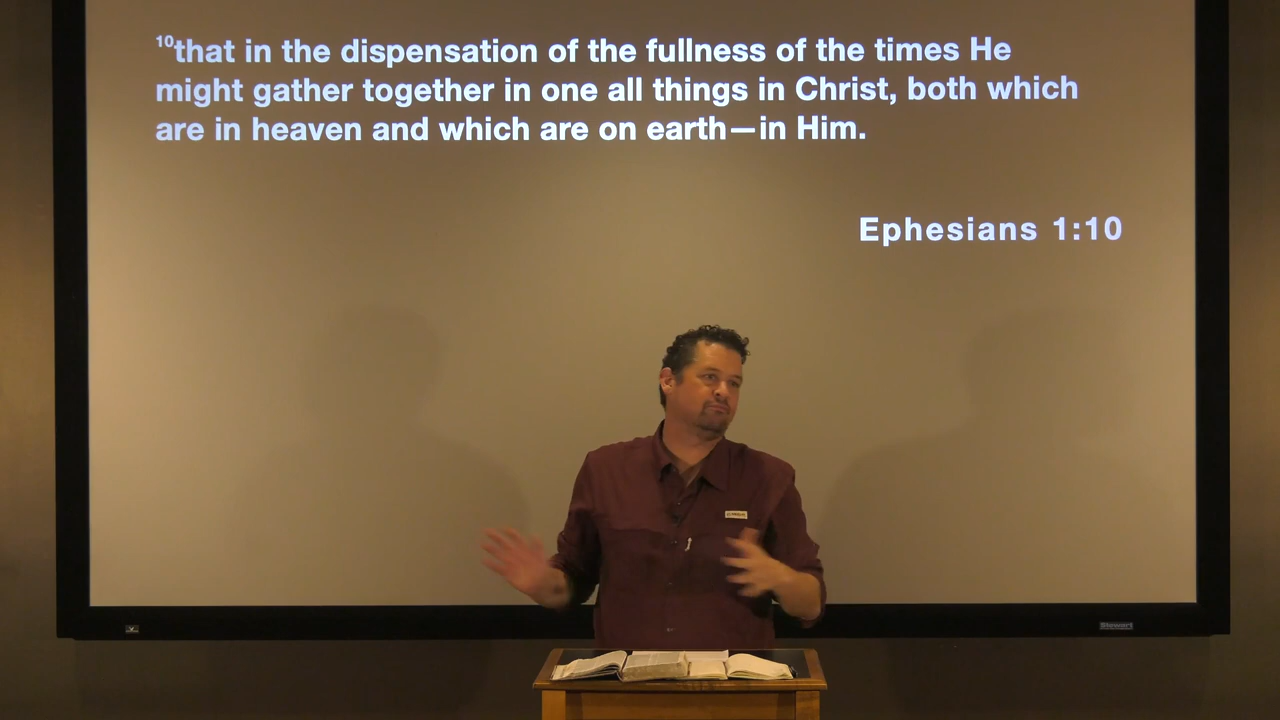 ¹⁰that in the dispensation of the fullness of the times He
might gather together in one all things in Christ, both which
are in heaven and which are on earth—in Him.
Ephesians 1:10
Stewart